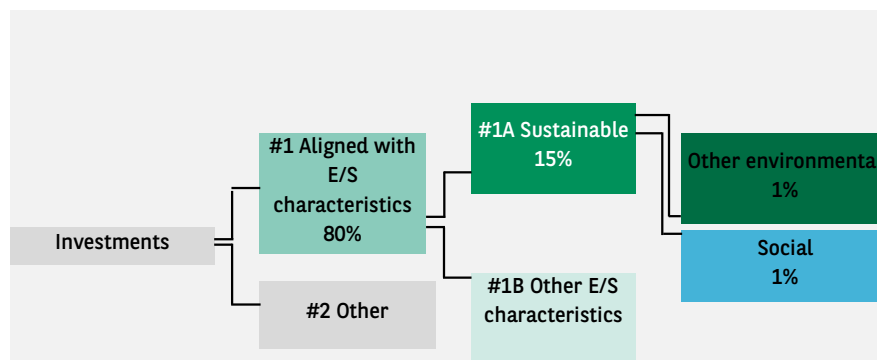 Investments
#1 Aligned with
E/S
characteristics
80%
#2 Other
#1A Sustainable
15%
#1B Other E/S
characteristics
Other environmenta
1%
Social
1%